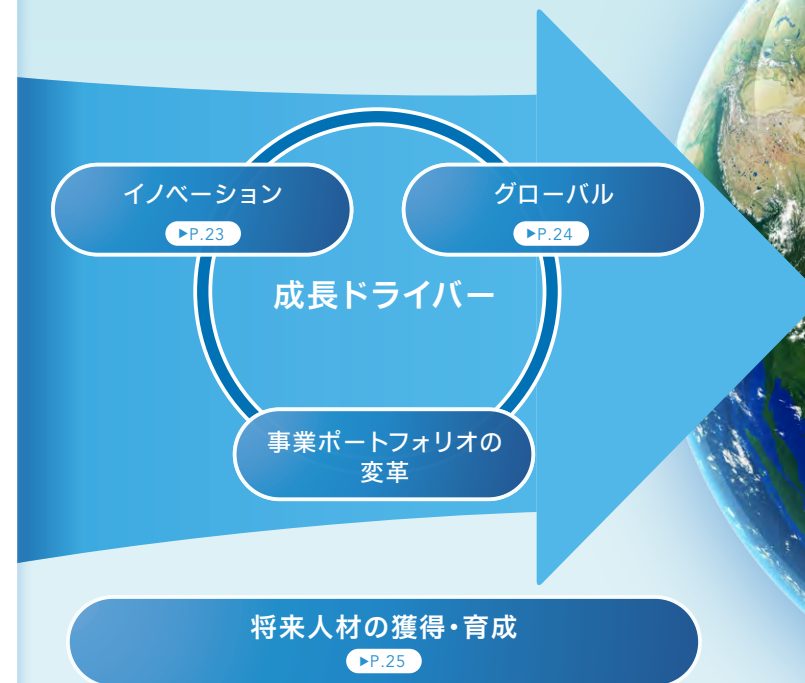 イノベーション
▶P.23
グローバル
▶P.24
成長ドライバー
事業ポートフォリオの
変革
将来人材の獲得・育成
▶P.25